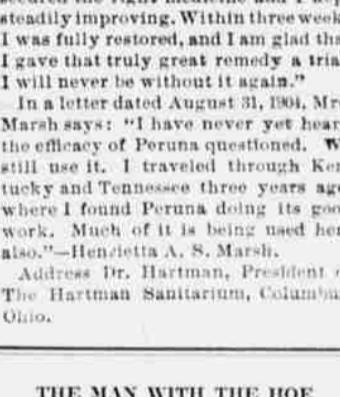 steadily improving. Within three week
I was fully restored, and I am glad tha
I gave that truly great remedy a tria
I will never be without it again."
In a letter dated August 31, 1904, Mrs
Marsh says: "I have never yet hear
the efficacy of Peruna questioned. W
still use it. I traveled through Ken
tucky and Tennessee three years ago
where I found Peruna doing its goo
work. Much of it is being used her
also."—Henrietta A. S. Marsh.
Address Dr. Hartman, President o
The Hartman Sanitarium, Columbus
Ohio.
THE MAN WITH THE HOE